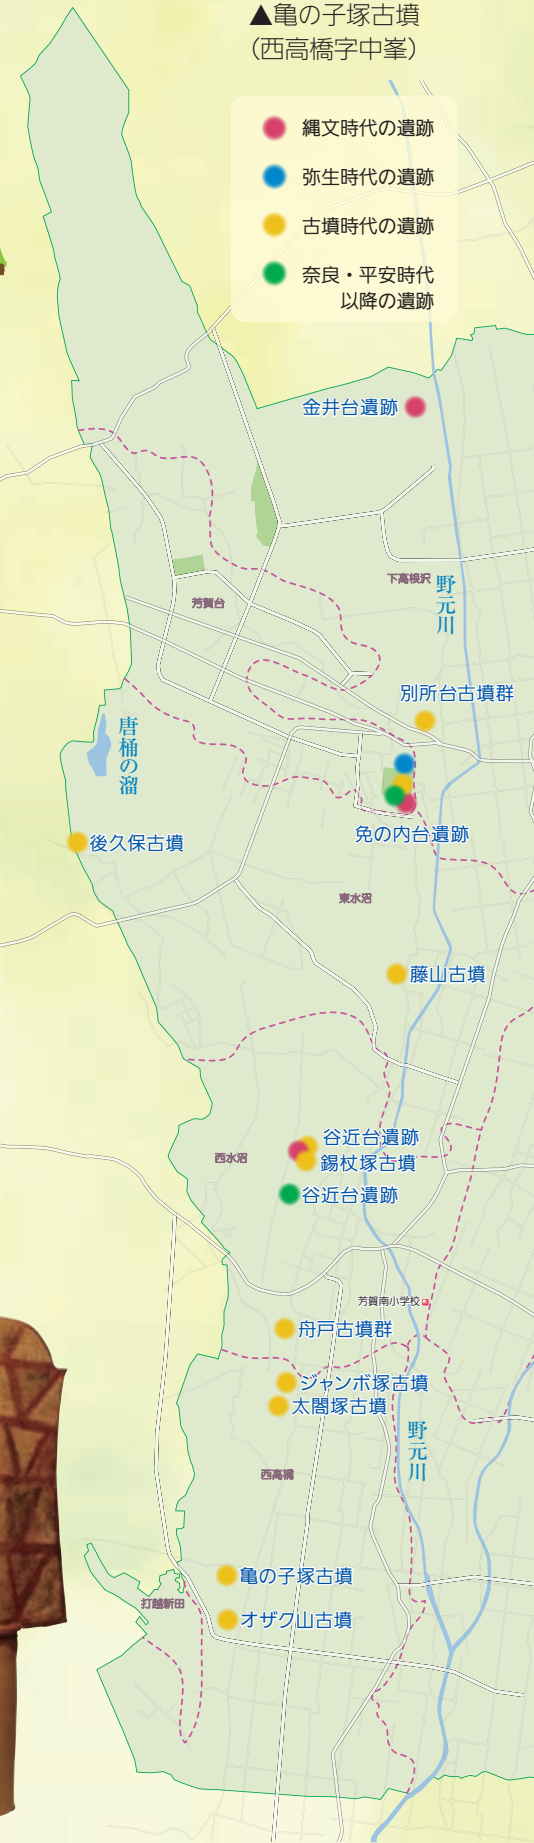 ▲亀の子塚古墳
（西高橋字中峯）
縄文時代の遺跡
弥生時代の遺跡
古墳時代の遺跡
奈良・平安時代
以降の遺跡
金井台遺跡
下高根沢
野元川
芳賀台
別所台古墳群
唐桶の溜
後久保古墳
免の内台遺跡
東水沼
藤山古墳
谷近台遺跡
西水沼
錫杖塚古墳
谷近台遺跡
芳賀南小学校
舟戸古墳群
ジャンボ塚古墳
太閤塚古墳
野元川
西高橋
亀の子塚古墳
打越新田
オザク山古墳